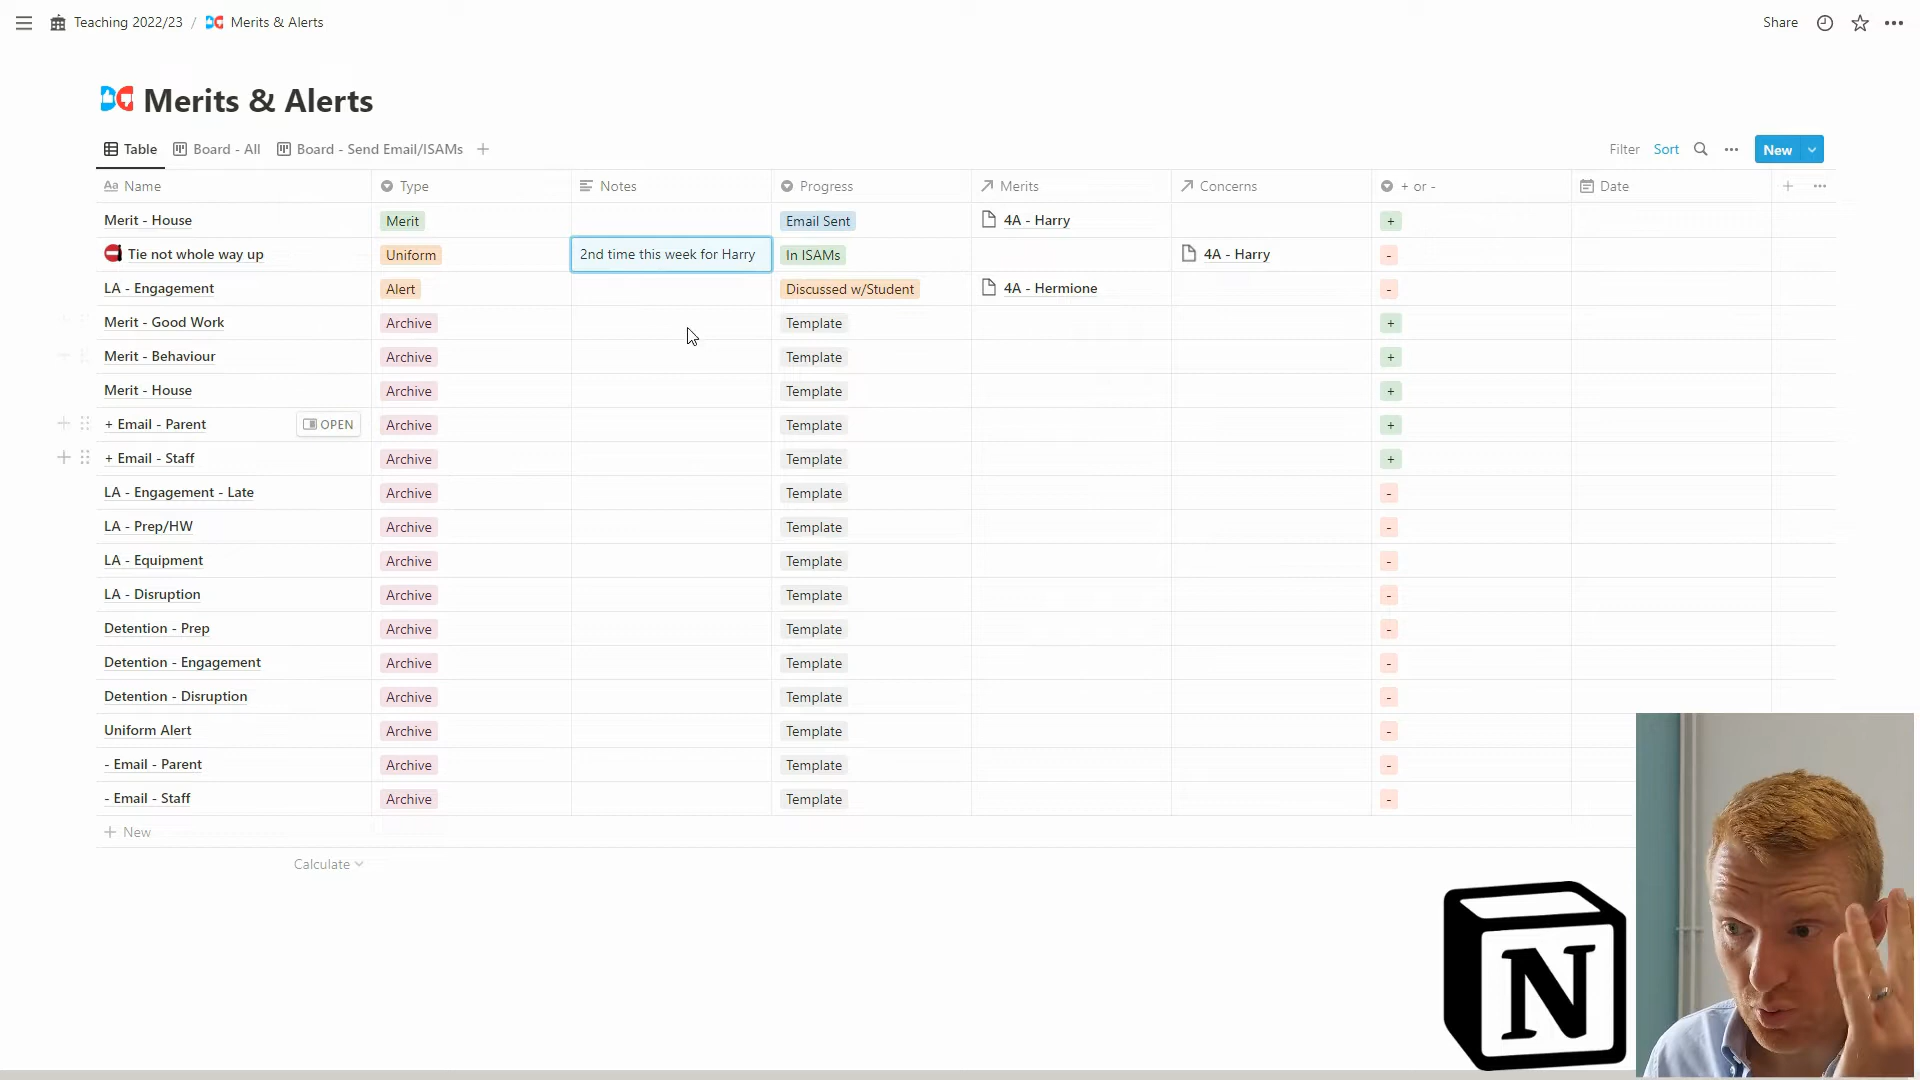 Teaching 2022/23 / Merits & Alerts Share
Merits & Alerts
Table Board - All Board - Send Email/ISAMs Filter Sort New
Aa Name Type Notes Progress Merits Concerns + or - Date
Merit - House Merit Email Sent 4A - Harry +
Tie not whole way up Uniform 2nd time this week for Harry In ISAMs 4A - Harry -
LA - Engagement Alert Discussed w/Student 4A - Hermione -
Merit - Good Work Archive Template +
Merit - Behaviour Archive Template +
Merit - House Archive Template +
+ Email - Parent OPEN Archive Template +
+ Email - Staff Archive Template +
LA - Engagement - Late Archive Template -
LA - Prep/HW Archive Template -
LA - Equipment Archive Template -
LA - Disruption Archive Template -
Detention - Prep Archive Template -
Detention - Engagement Archive Template -
Detention - Disruption Archive Template -
Uniform Alert Archive Template -
- Email - Parent Archive Template -
- Email - Staff Archive Template -
+ New
Calculate
N